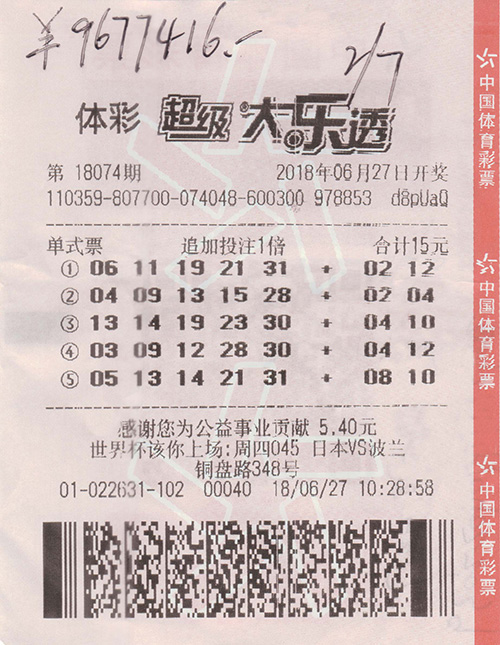 ¥9677416.-
2/7
体彩 超级大乐透
第 18074期 2018年06月27日开奖
110359-807700-074048-600300 978853 d8pUaQ
单式票 追加投注1倍 合计15元
① 06 11 19 21 31 + 02 12
② 04 09 13 15 28 + 02 04
③ 13 14 19 23 30 + 04 10
④ 03 09 12 28 30 + 04 12
⑤ 05 13 14 21 31 + 08 10
感谢您为公益事业贡献 5.40元
世界杯该你上场:周四045 日本VS波兰
铜盘路348号
01-022631-102 00040 18/06/27 10:28:58
中国体育彩票
中国体育彩票
中国体育彩票